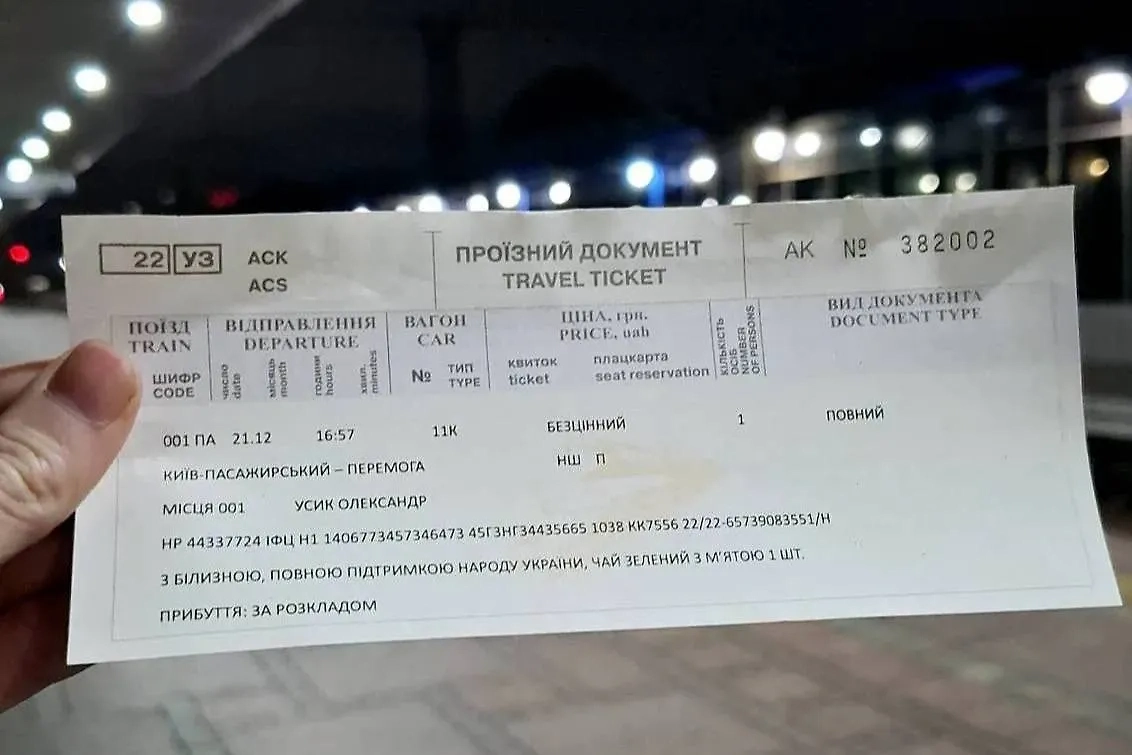 22 УЗ АСК ПРОЇЗНИЙ ДОКУМЕНТ АК № 382002
ACS TRAVEL TICKET
ПОЇЗД ВІДПРАВЛЕННЯ ВАГОН ЦІНА, грн. КІЛЬКІСТЬ ОСІБ ВИД ДОКУМЕНТА
TRAIN DEPARTURE CAR PRICE, uah NUMBER OF PERSONS DOCUMENT TYPE
ШИФР число місяць години хвил. № ТИП квиток плацкарта
CODE date month hours minutes TYPE ticket seat reservation
001 ПА 21.12 16:57 11К БЕЗЦІННИЙ 1 ПОВНИЙ
КИЇВ-ПАСАЖИРСЬКИЙ – ПЕРЕМОГА НШ П
МІСЦЯ 001 УСИК ОЛЕКСАНДР
НР 44337724 ІФЦ Н1 1406773457346473 45ГЗНГ34435665 1038 КК7556 22/22-65739083551/Н
З БІЛИЗНОЮ, ПОВНОЮ ПІДТРИМКОЮ НАРОДУ УКРАЇНИ, ЧАЙ ЗЕЛЕНИЙ З М'ЯТОЮ 1 ШТ.
ПРИБУТТЯ: ЗА РОЗКЛАДОМ